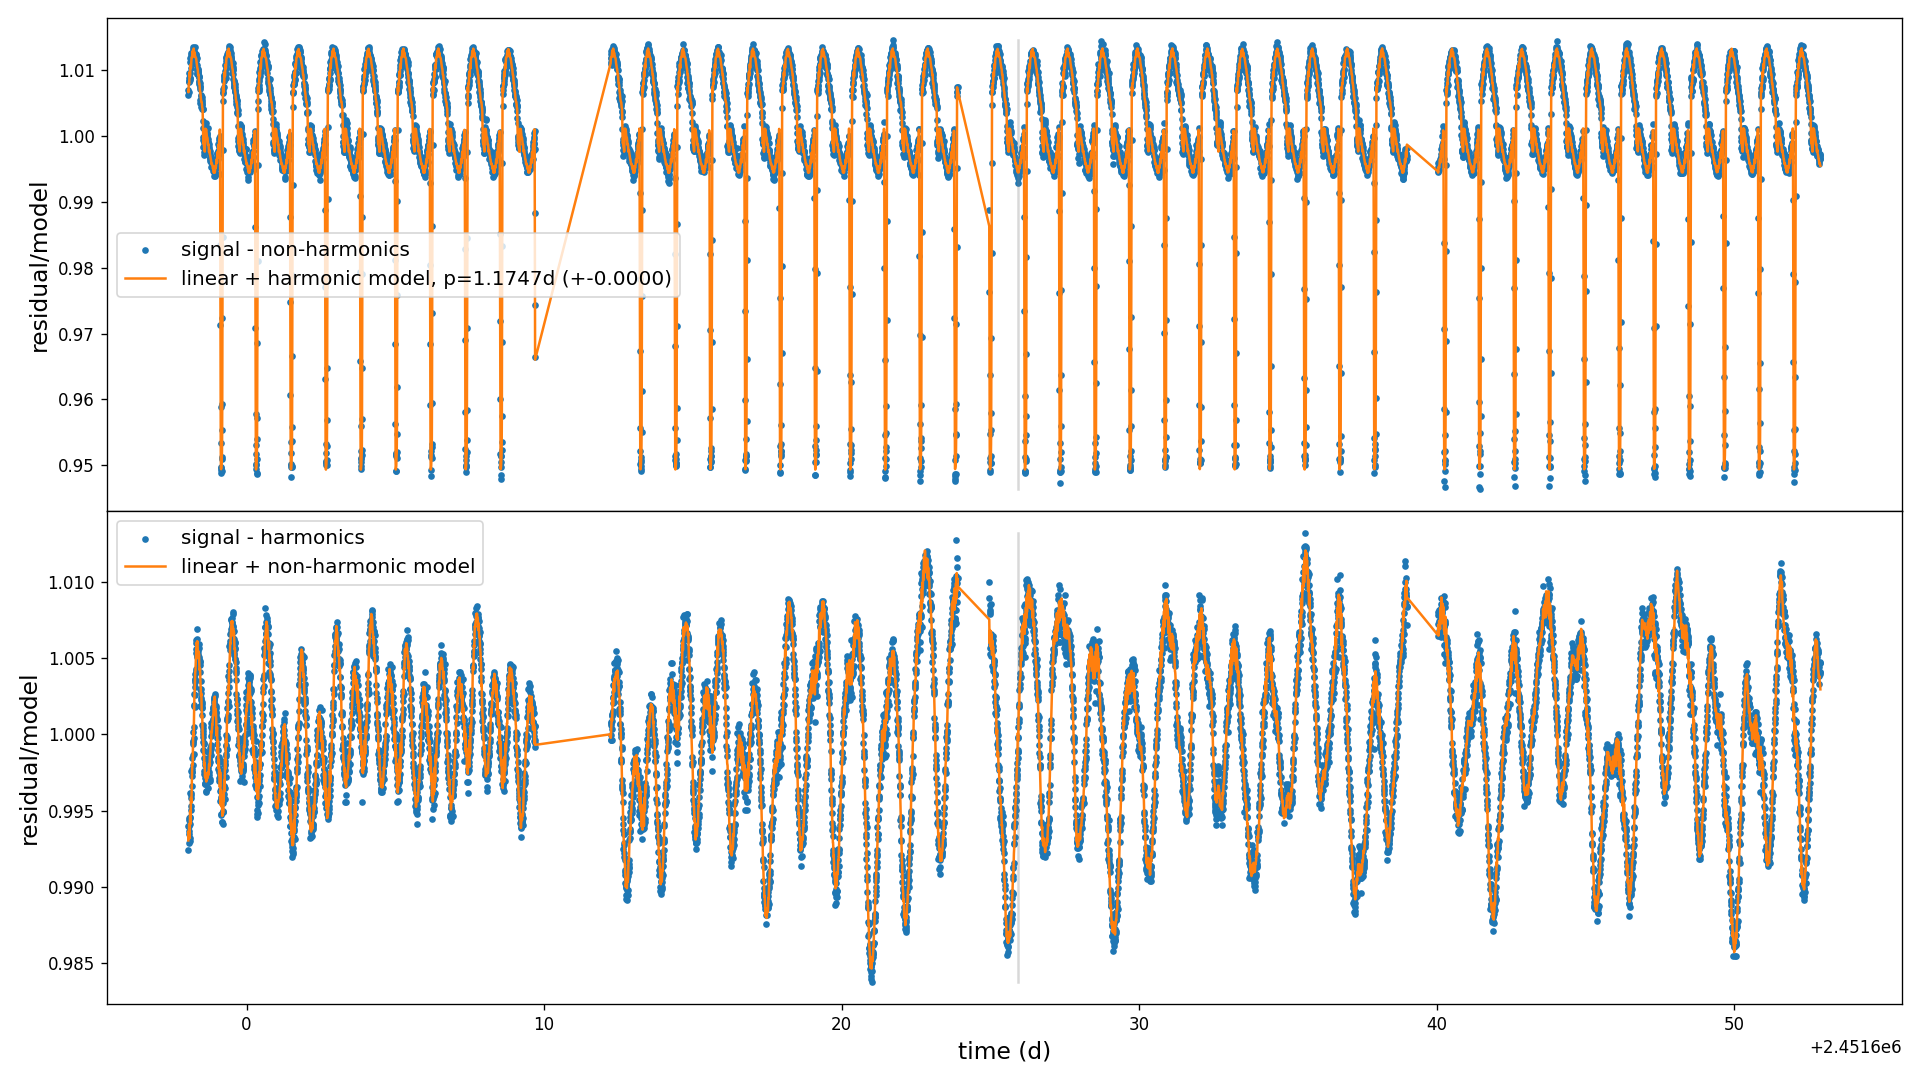 1.01
1.00
0.99
0.98
0.97
0.96
0.95
residual/model
signal - non-harmonics
linear + harmonic model, p=1.1747d (+-0.0000)
1.010
1.005
1.000
0.995
0.990
0.985
residual/model
signal - harmonics
linear + non-harmonic model
0 10 20 30 40 50
time (d)
+2.4516e6